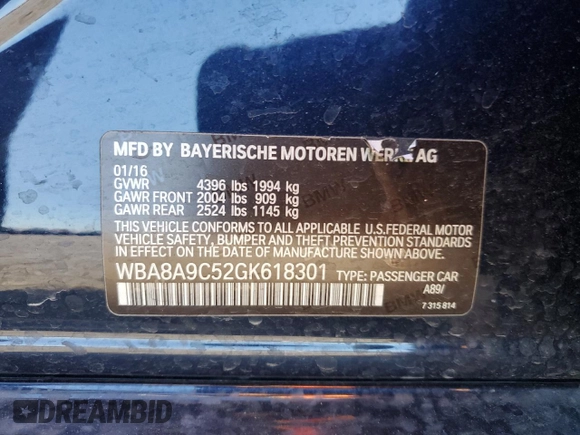 MFD BY BAYERISCHE MOTOREN WERKE AG
01/16
GVWR 4396 lbs 1994 kg
GAWR FRONT 2004 lbs 909 kg
GAWR REAR 2524 lbs 1145 kg
THIS VEHICLE CONFORMS TO ALL APPLICABLE U.S.FEDERAL MOTOR
VEHICLE SAFETY, BUMPER AND THEFT PREVENTION STANDARDS
IN EFFECT ON THE DATE OF MANUFACTURE SHOWN ABOVE.
WBA8A9C52GK618301 TYPE: PASSENGER CAR
A89/
7 315 814
DREAMBID